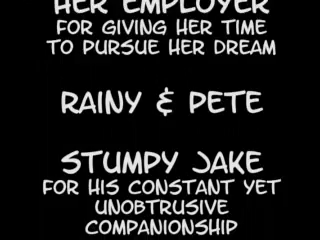 HER EMPLOYER
FOR GIVING HER TIME
TO PURSUE HER DREAM
RAINY & PETE
STUMPY JAKE
FOR HIS CONSTANT YET
UNOBTRUSIVE
COMPANIONSHIP